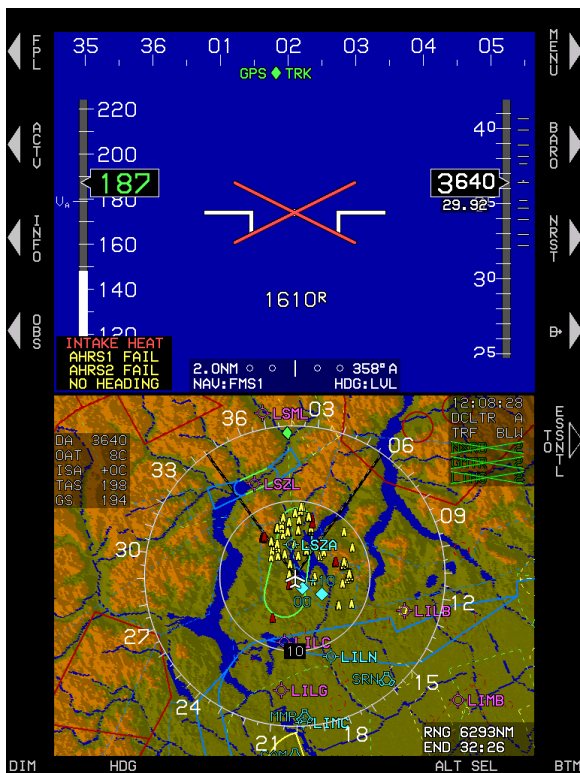 35 36 01 02 03 04 05
GPS TRK
FPL
MENU
ACTV
BARO
INFO
NRST
OBS
B
220
200
187
180
VA
160
140
120
40
3640
29.92
30
25
1610R
INTAKE HEAT
AHRS1 FAIL
AHRS2 FAIL
NO HEADING
2.0NM 358°A
NAV:FMS1 HDG:LVL
12:08:28
DCLTR A
TRF BLW
ESSNTL
TO
DA 3640
OAT 8C
ISA +0C
TAS 198
GS 194
36 03
06
33
09
30
12
27
15
24
18
21
LSML
LSZL
LSZA
LILB
LILC
10
LILN
SRN
LILG
LIMB
MMP
LIMC
RNG 6293NM
END 32:26
DIM HDG ALT SEL BTM